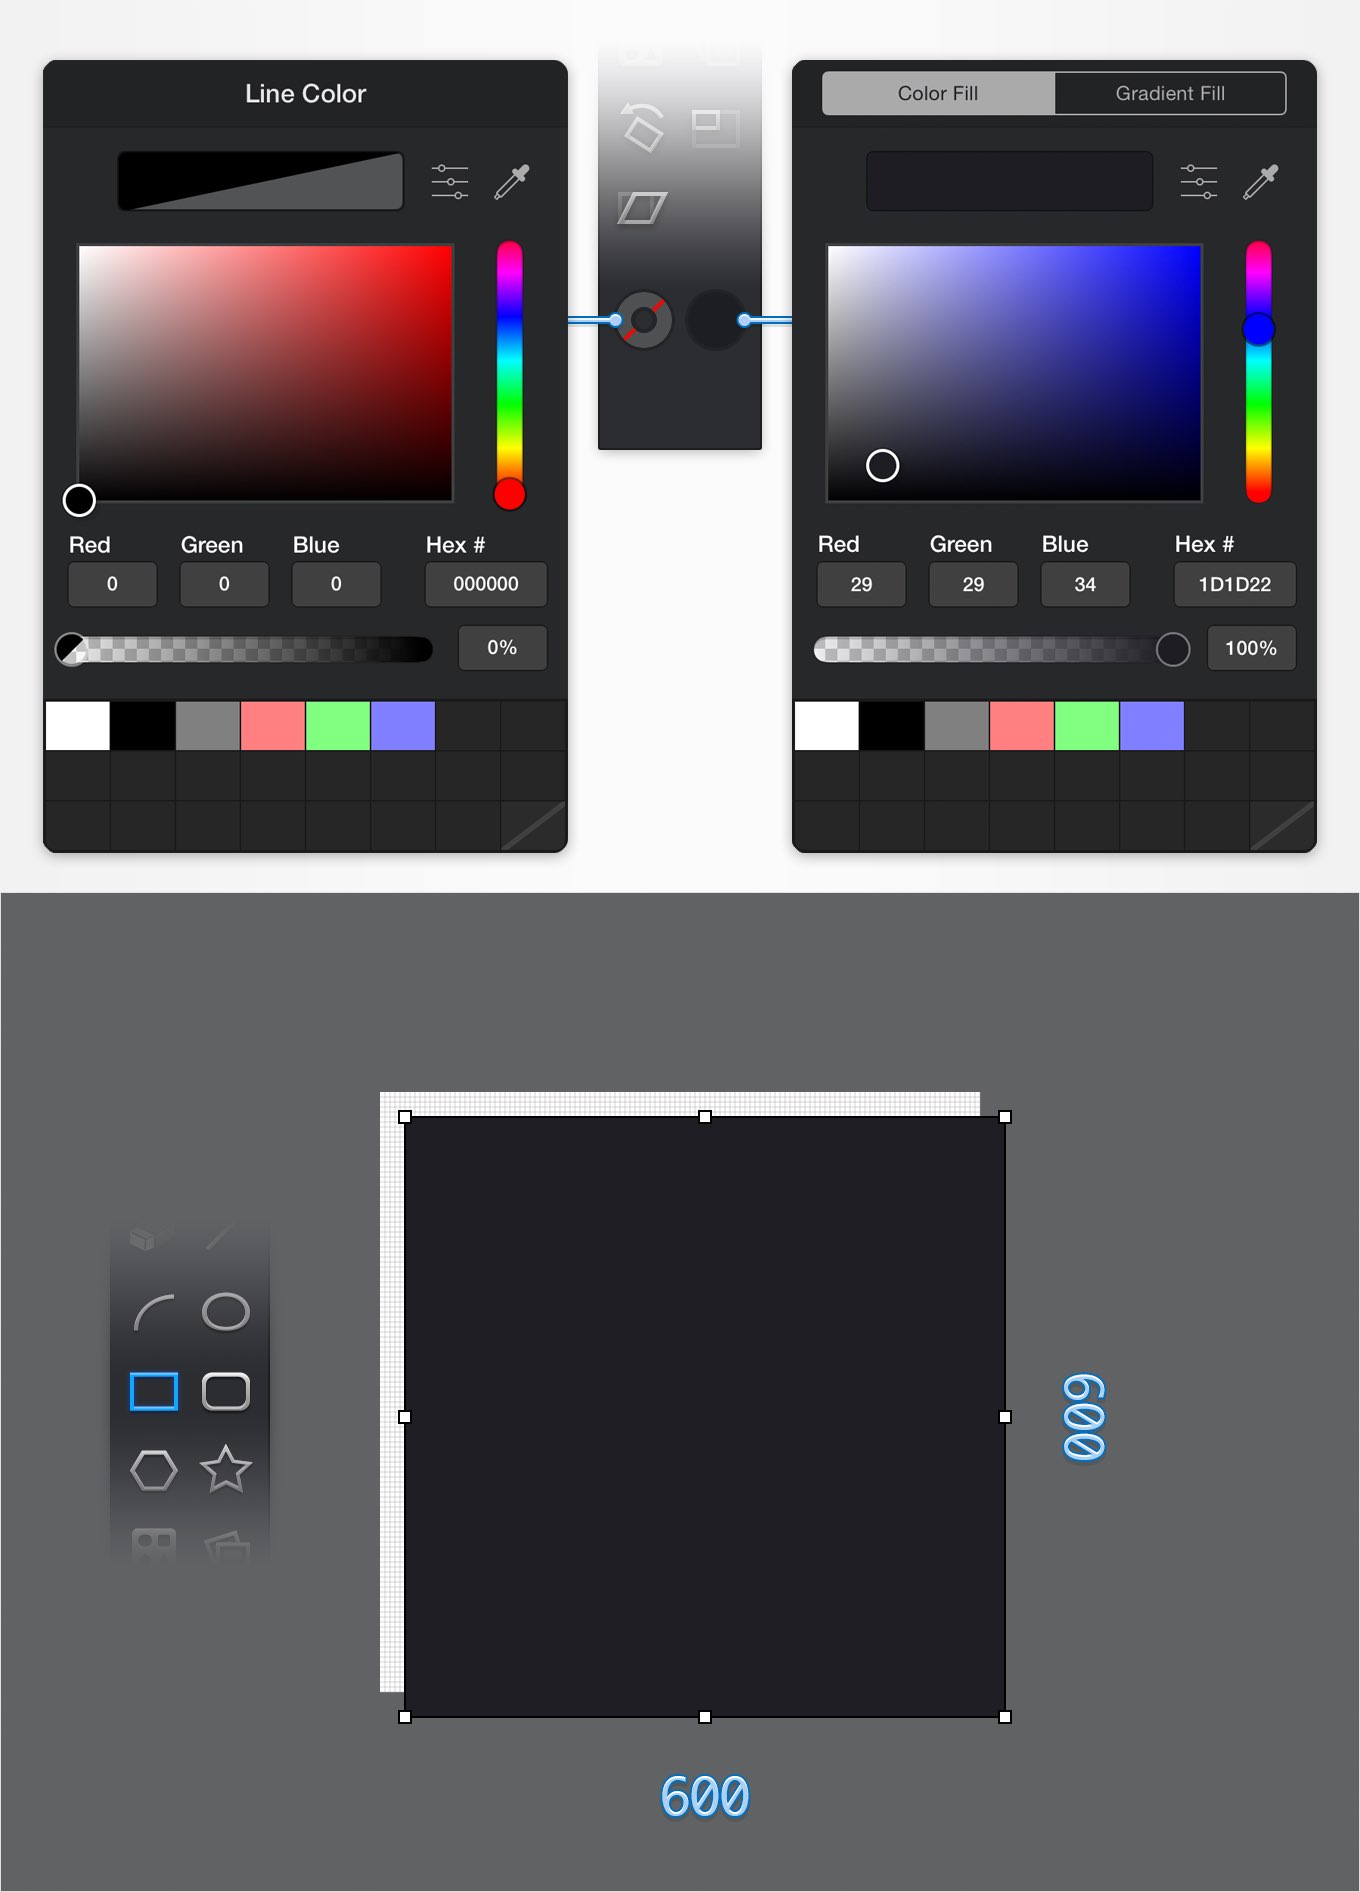 Line Color
Red Green Blue Hex #
0 0 0 000000
0%
Color Fill Gradient Fill
Red Green Blue Hex #
29 29 34 1D1D22
100%
600
600